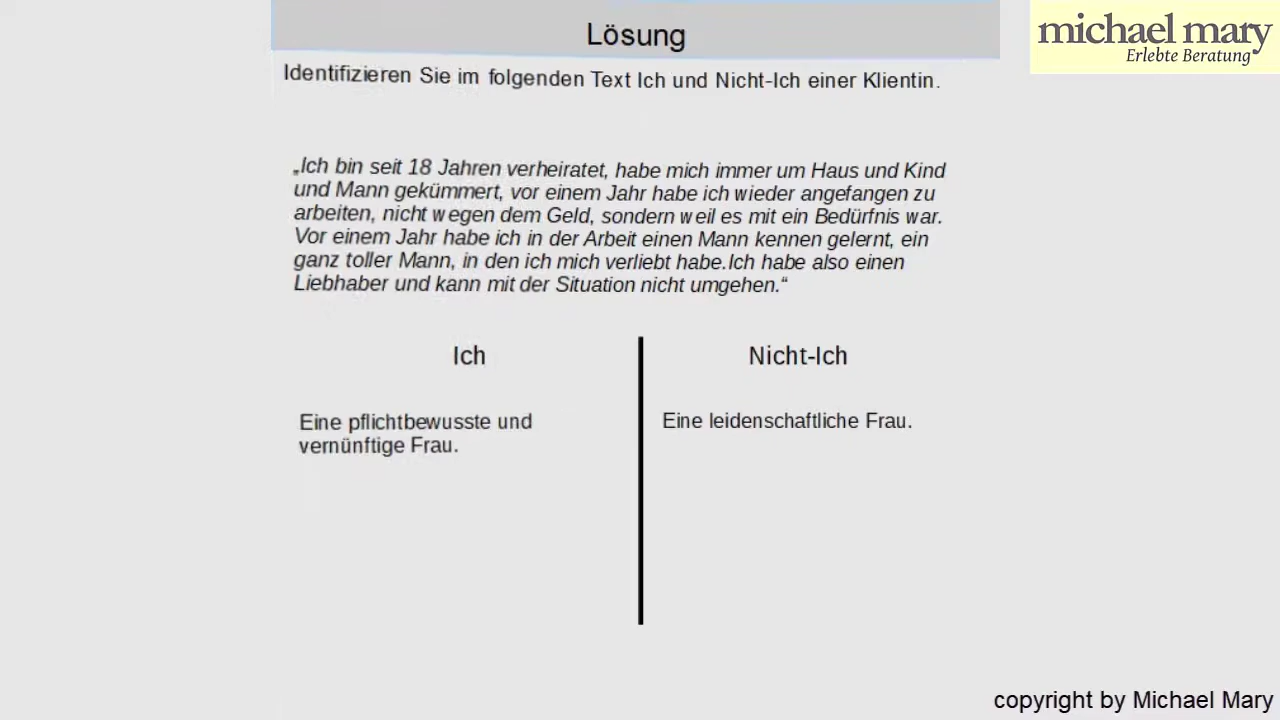 Lösung
michael mary
Erlebte Beratung
Identifizieren Sie im folgenden Text Ich und Nicht-Ich einer Klientin.
„Ich bin seit 18 Jahren verheiratet, habe mich immer um Haus und Kind
und Mann gekümmert, vor einem Jahr habe ich wieder angefangen zu
arbeiten, nicht wegen dem Geld, sondern weil es mit ein Bedürfnis war.
Vor einem Jahr habe ich in der Arbeit einen Mann kennen gelernt, ein
ganz toller Mann, in den ich mich verliebt habe.Ich habe also einen
Liebhaber und kann mit der Situation nicht umgehen.“
Ich
Nicht-Ich
Eine pflichtbewusste und
vernünftige Frau.
Eine leidenschaftliche Frau.
copyright by Michael Mary